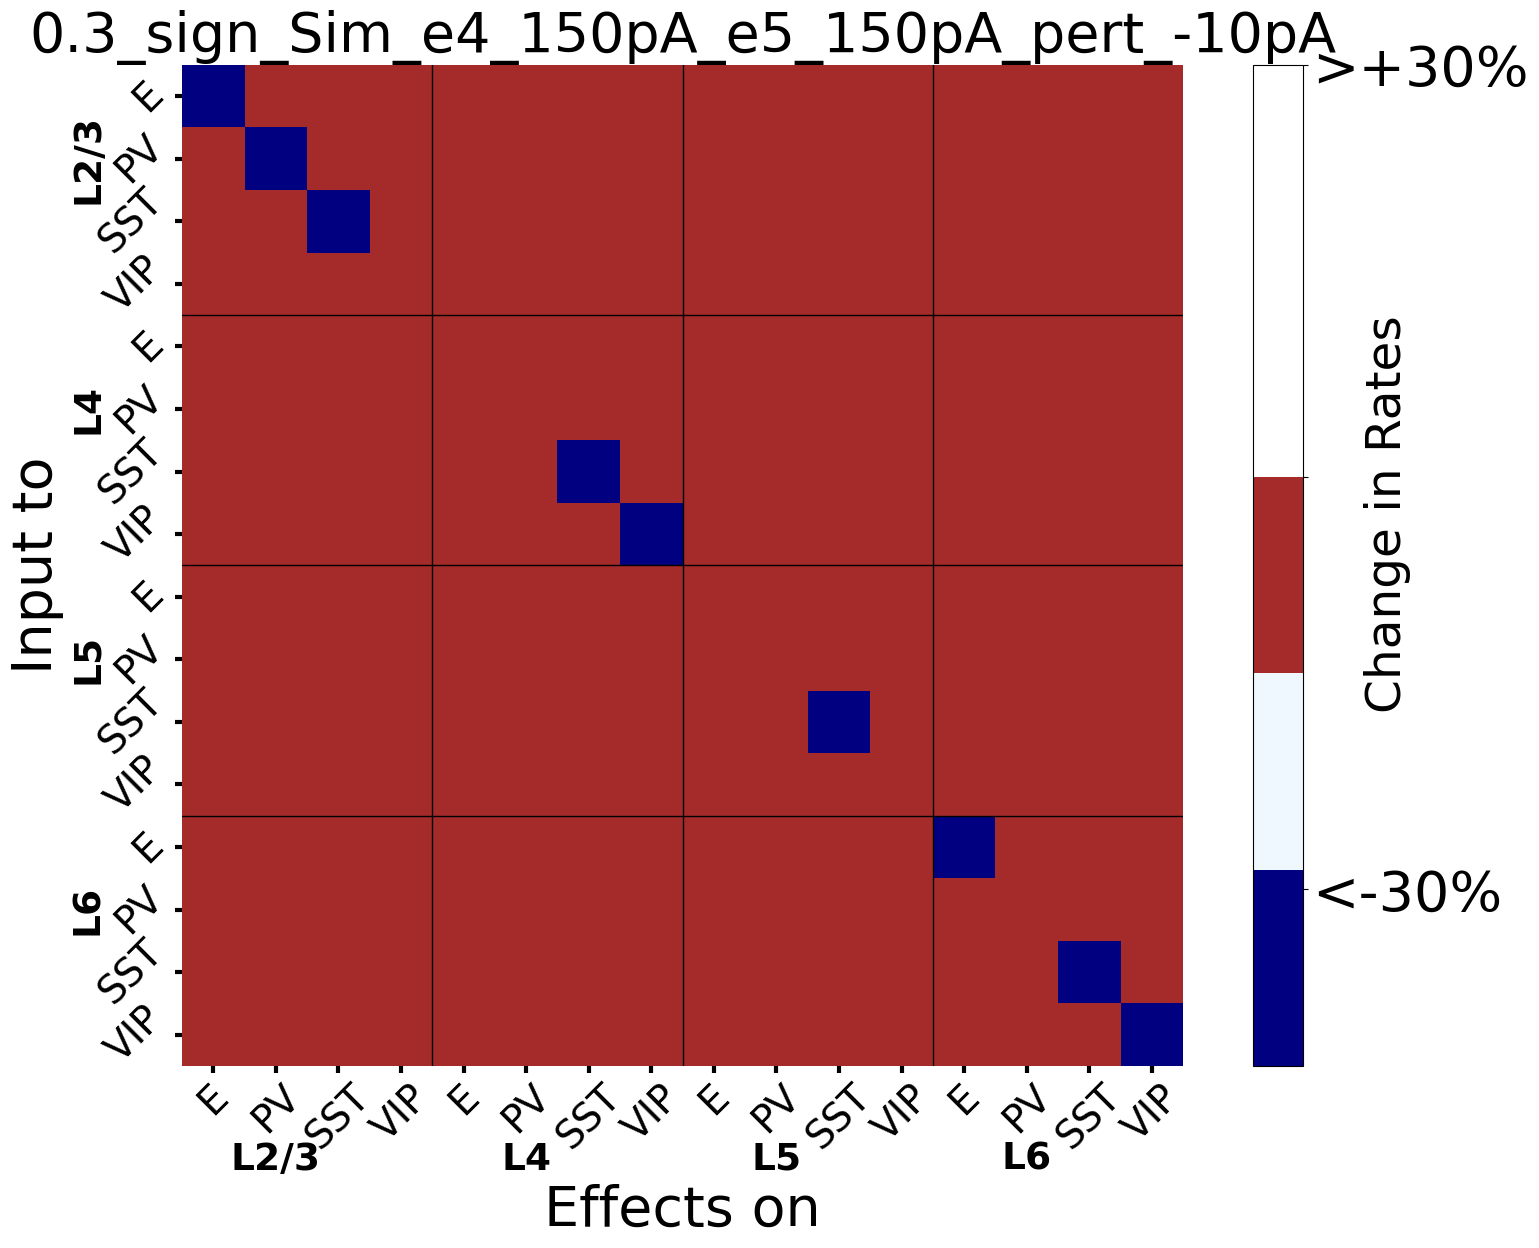 0.3_sign_Sim_e4_150pA_e5_150pA_pert_-10pA
>+30%
<-30%
Change in Rates
Input to
L2/3
E
PV
SST
VIP
L4
E
PV
SST
VIP
L5
E
PV
SST
VIP
L6
E
PV
SST
VIP
E PV SST VIP E PV SST VIP E PV SST VIP E PV SST VIP
L2/3 L4 L5 L6
Effects on